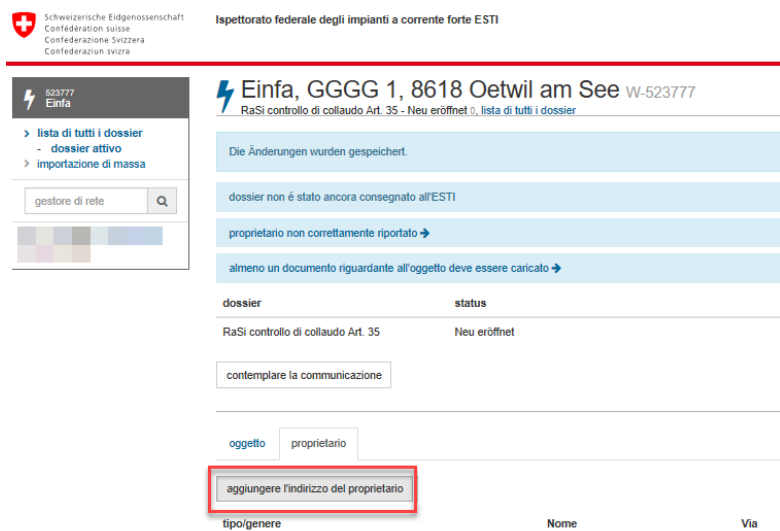 Schweizerische Eidgenossenschaft
Confédération suisse
Confederazione Svizzera
Confederaziun svizra
Ispettorato federale degli impianti a corrente forte ESTI
523777
Einfa
lista di tutti i dossier
- dossier attivo
importazione di massa
gestore di rete
Einfa, GGGG 1, 8618 Oetwil am See W-523777
RaSi controllo di collaudo Art. 35 - Neu eröffnet 0, lista di tutti i dossier
Die Änderungen wurden gespeichert.
dossier non é stato ancora consegnato all'ESTI
proprietario non correttamente riportato →
almeno un documento riguardante all'oggetto deve essere caricato →
dossier status
RaSi controllo di collaudo Art. 35 Neu eröffnet
contemplare la communicazione
oggetto proprietario
aggiungere l'indirizzo del proprietario
tipo/genere Nome Via